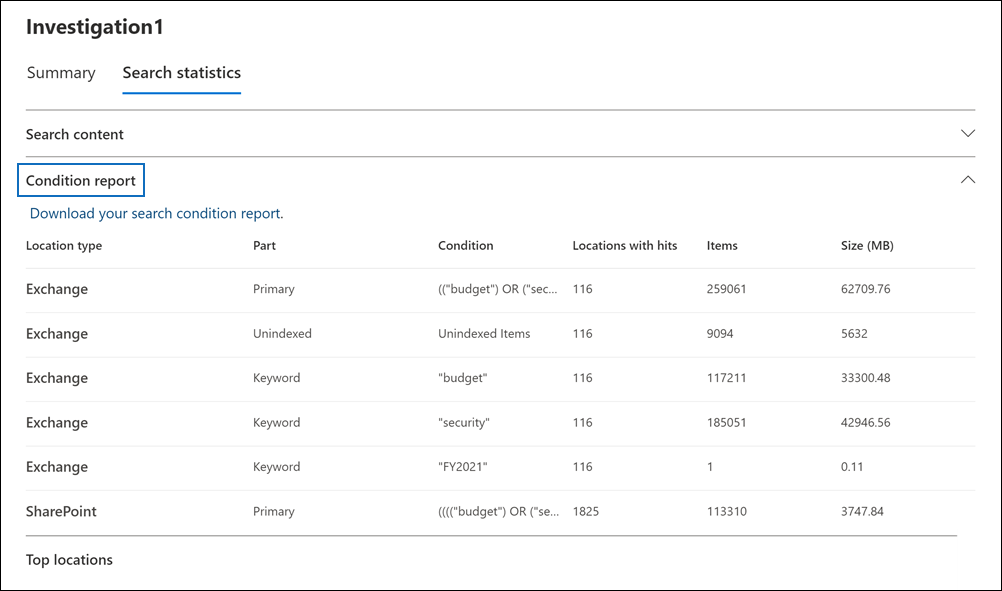 Investigation1
Summary Search statistics
Search content
Condition report
Download your search condition report.
Location type Part Condition Locations with hits Items Size (MB)
Exchange Primary (("budget") OR ("sec... 116 259061 62709.76
Exchange Unindexed Unindexed Items 116 9094 5632
Exchange Keyword "budget" 116 117211 33300.48
Exchange Keyword "security" 116 185051 42946.56
Exchange Keyword "FY2021" 116 1 0.11
SharePoint Primary (((("budget") OR ("se... 1825 113310 3747.84
Top locations